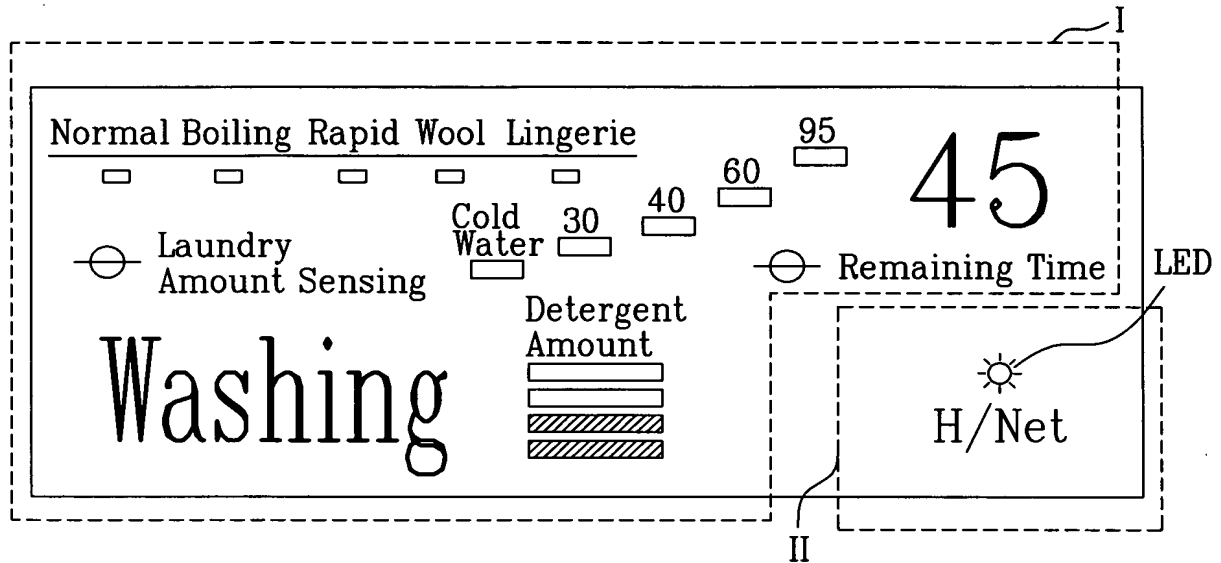 I
Normal Boiling Rapid Wool Lingerie
95
60
40
30
Cold
Water
45
Laundry
Amount Sensing
Remaining Time
LED
Detergent
Amount
Washing
H/Net
II